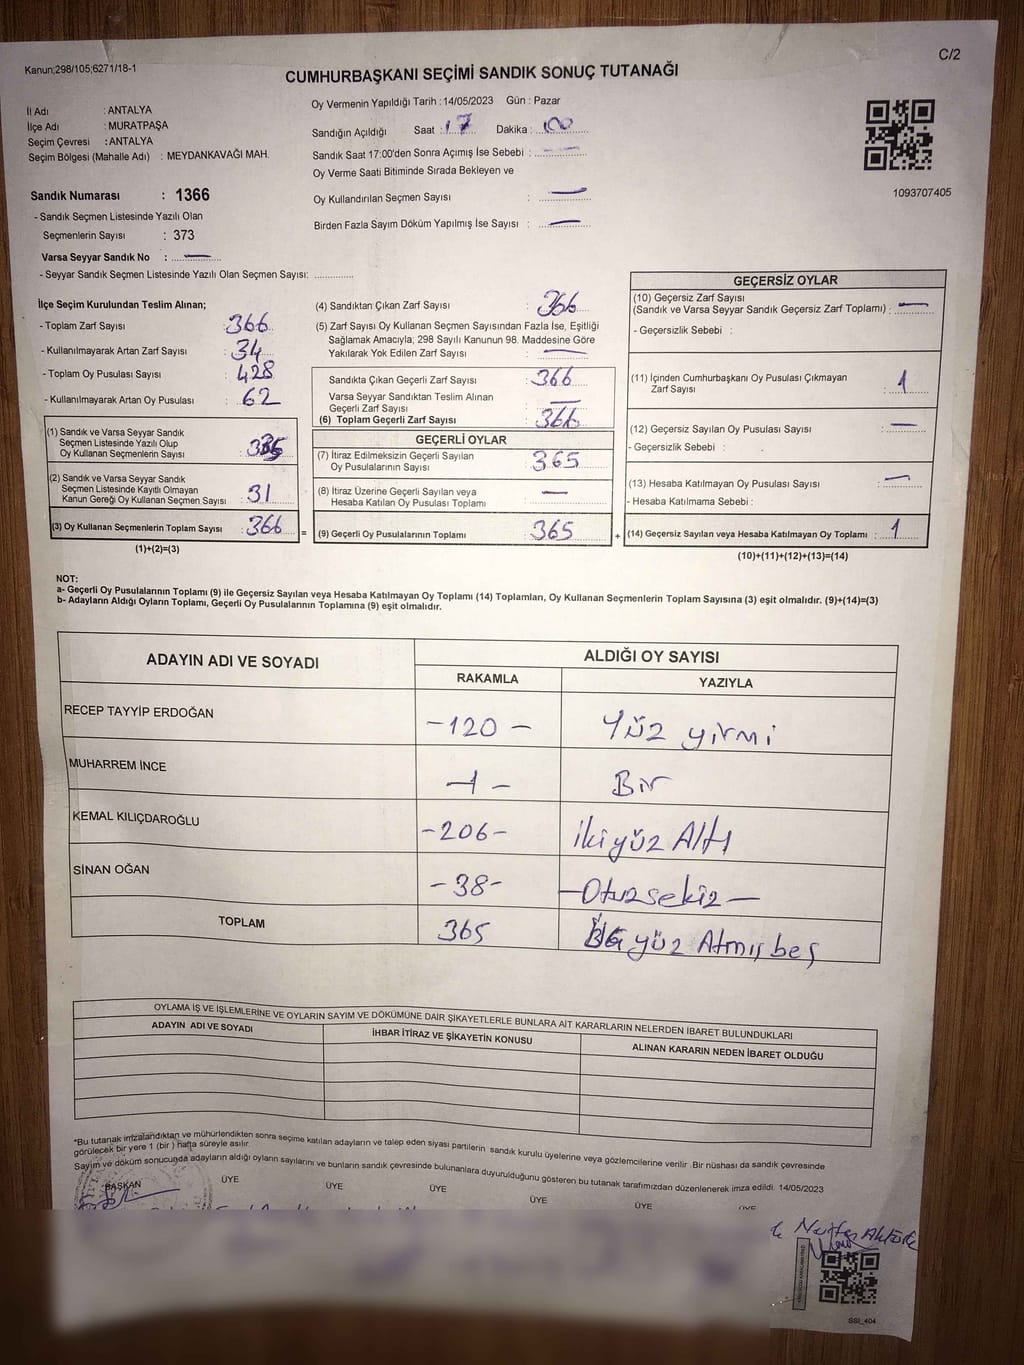 Kanun;298/105;6271/18-1
C/2
CUMHURBAŞKANI SEÇİMİ SANDIK SONUÇ TUTANAĞI
İl Adı : ANTALYA
İlçe Adı : MURATPAŞA
Seçim Çevresi : ANTALYA
Seçim Bölgesi (Mahalle Adı) : MEYDANKAVAĞI MAH.
Sandık Numarası : 1366
- Sandık Seçmen Listesinde Yazılı Olan
Seçmenlerin Sayısı : 373
Varsa Seyyar Sandık No : —
- Seyyar Sandık Seçmen Listesinde Yazılı Olan Seçmen Sayısı: ..............
Oy Vermenin Yapıldığı Tarih : 14/05/2023 Gün : Pazar
Sandığın Açıldığı Saat : 17 Dakika : 00
Sandık Saat 17:00'den Sonra Açımış İse Sebebi : —
Oy Verme Saati Bitiminde Sırada Bekleyen ve
Oy Kullandırılan Seçmen Sayısı : —
Birden Fazla Sayım Döküm Yapılmış İse Sayısı : —
1093707405
İlçe Seçim Kurulundan Teslim Alınan;
- Toplam Zarf Sayısı : 366
- Kullanılmayarak Artan Zarf Sayısı : 34
- Toplam Oy Pusulası Sayısı : 428
- Kullanılmayarak Artan Oy Pusulası : 62
(1) Sandık ve Varsa Seyyar Sandık
Seçmen Listesinde Yazılı Olup
Oy Kullanan Seçmenlerin Sayısı : 335
(2) Sandık ve Varsa Seyyar Sandık
Seçmen Listesinde Kayıtlı Olmayan
Kanun Gereği Oy Kullanan Seçmen Sayısı : 31
(3) Oy Kullanan Seçmenlerin Toplam Sayısı : 366 =
(1)+(2)=(3)
(4) Sandıktan Çıkan Zarf Sayısı : 366
(5) Zarf Sayısı Oy Kullanan Seçmen Sayısından Fazla İse, Eşitliği
Sağlamak Amacıyla; 298 Sayılı Kanunun 98. Maddesine Göre
Yakılarak Yok Edilen Zarf Sayısı : —
Sandıkta Çıkan Geçerli Zarf Sayısı : 366
Varsa Seyyar Sandıktan Teslim Alınan
Geçerli Zarf Sayısı : —
(6) Toplam Geçerli Zarf Sayısı : 366
GEÇERLİ OYLAR
(7) İtiraz Edilmeksizin Geçerli Sayılan
Oy Pusulalarının Sayısı : 365
(8) İtiraz Üzerine Geçerli Sayılan veya
Hesaba Katılan Oy Pusulaları Toplamı : —
(9) Geçerli Oy Pusulalarının Toplamı : 365 +
GEÇERSİZ OYLAR
(10) Geçersiz Zarf Sayısı
(Sandık ve Varsa Seyyar Sandık Geçersiz Zarf Toplamı) : —
- Geçersizlik Sebebi :
(11) İçinden Cumhurbaşkanı Oy Pusulası Çıkmayan
Zarf Sayısı : 1
(12) Geçersiz Sayılan Oy Pusulası Sayısı : —
- Geçersizlik Sebebi :
(13) Hesaba Katılmayan Oy Pusulası Sayısı : —
- Hesaba Katılmama Sebebi :
(14) Geçersiz Sayılan veya Hesaba Katılmayan Oy Toplamı : 1
(10)+(11)+(12)+(13)=(14)
NOT:
a- Geçerli Oy Pusulalarının Toplamı (9) ile Geçersiz Sayılan veya Hesaba Katılmayan Oy Toplamı (14) Toplamları, Oy Kullanan Seçmenlerin Toplam Sayısına (3) eşit olmalıdır. (9)+(14)=(3)
b- Adayların Aldığı Oyların Toplamı, Geçerli Oy Pusulalarının Toplamına (9) eşit olmalıdır.
ADAYIN ADI VE SOYADI ALDIĞI OY SAYISI
RAKAMLA YAZIYLA
RECEP TAYYİP ERDOĞAN -120- Yüz yirmi
MUHARREM İNCE -1- Bir
KEMAL KILIÇDAROĞLU -206- İkiyüz Altı
SİNAN OĞAN -38- -Otuzsekiz-
TOPLAM 365 yüz Atmış beş
OYLAMA İŞ VE İŞLEMLERİNE VE OYLARIN SAYIM VE DÖKÜMÜNE DAİR ŞİKAYETLERLE BUNLARA AİT KARARLARIN NELERDEN İBARET BULUNDUKLARI
ADAYIN ADI VE SOYADI İHBAR İTİRAZ VE ŞİKAYETİN KONUSU ALINAN KARARIN NEDEN İBARET OLDUĞU
*Bu tutanak imzalandıktan ve mühürlendikten sonra seçime katılan adayların ve talep eden siyasi partilerin sandık kurulu üyelerine veya gözlemcilerine verilir. Bir nüshası da sandık çevresinde
görülecek bir yere 1 (bir ) hafta süreyle asılır.
Sayım ve döküm sonucunda adayların aldığı oyların sayılarını ve bunların sandık çevresinde bulunanlara duyurulduğunu gösteren bu tutanak tarafımızdan düzenlenerek imza edildi. 14/05/2023
BAŞKAN ÜYE ÜYE ÜYE ÜYE ÜYE ÜYE
SSI_404